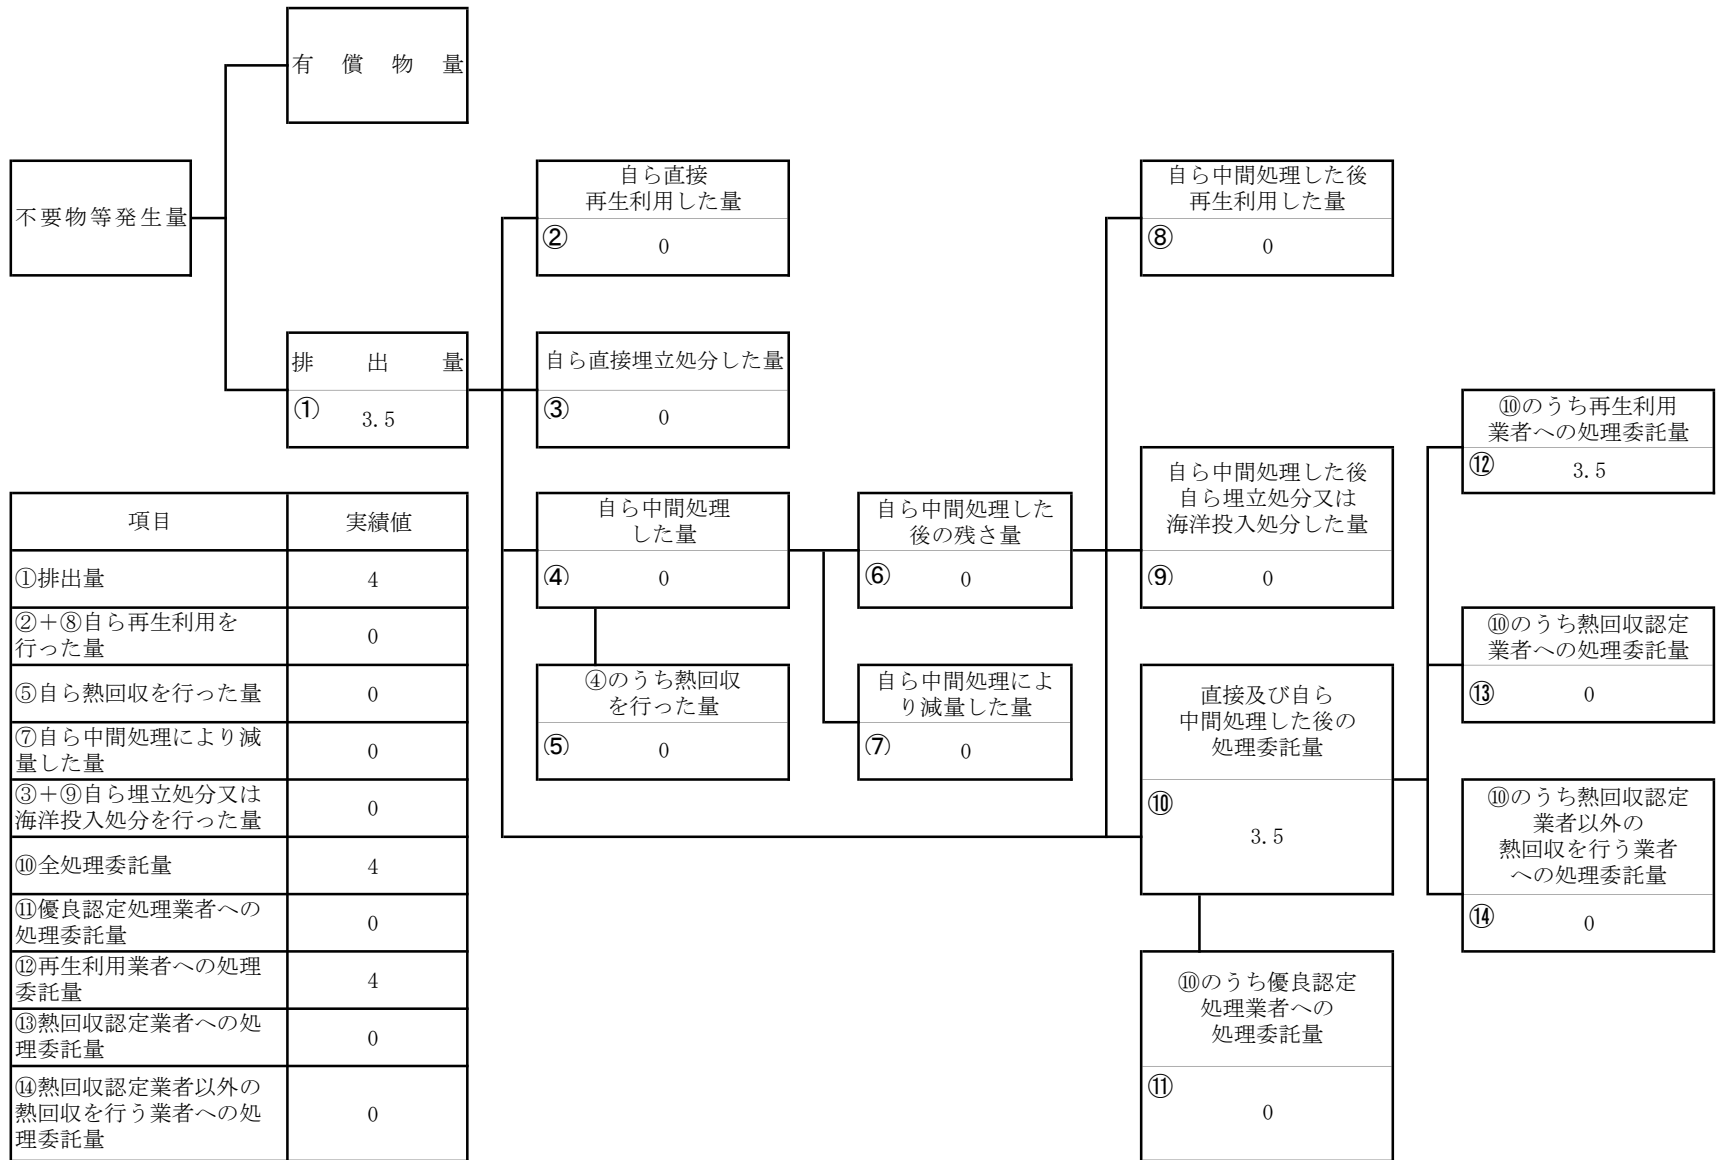 有償物量
不要物等発生量
排出量
① 3.5
自ら直接
再生利用した量
② 0
自ら直接埋立処分した量
③ 0
自ら中間処理
した量
④ 0
④のうち熱回収
を行った量
⑤ 0
自ら中間処理した
後の残さ量
⑥ 0
自ら中間処理によ
り減量した量
⑦ 0
自ら中間処理した後
再生利用した量
⑧ 0
自ら中間処理した後
自ら埋立処分又は
海洋投入処分した量
⑨ 0
直接及び自ら
中間処理した後の
処理委託量
⑩
3.5
⑩のうち優良認定
処理業者への
処理委託量
⑪
0
⑩のうち再生利用
業者への処理委託量
⑫ 3.5
⑩のうち熱回収認定
業者への処理委託量
⑬ 0
⑩のうち熱回収認定
業者以外の
熱回収を行う業者
への処理委託量
⑭ 0
項目 実績値
①排出量 4
②＋⑧自ら再生利用を
行った量 0
⑤自ら熱回収を行った量 0
⑦自ら中間処理により減
量した量 0
③＋⑨自ら埋立処分又は
海洋投入処分を行った量 0
⑩全処理委託量 4
⑪優良認定処理業者への
処理委託量 0
⑫再生利用業者への処理
委託量 4
⑬熱回収認定業者への処
理委託量 0
⑭熱回収認定業者以外の
熱回収を行う業者への処
理委託量 0